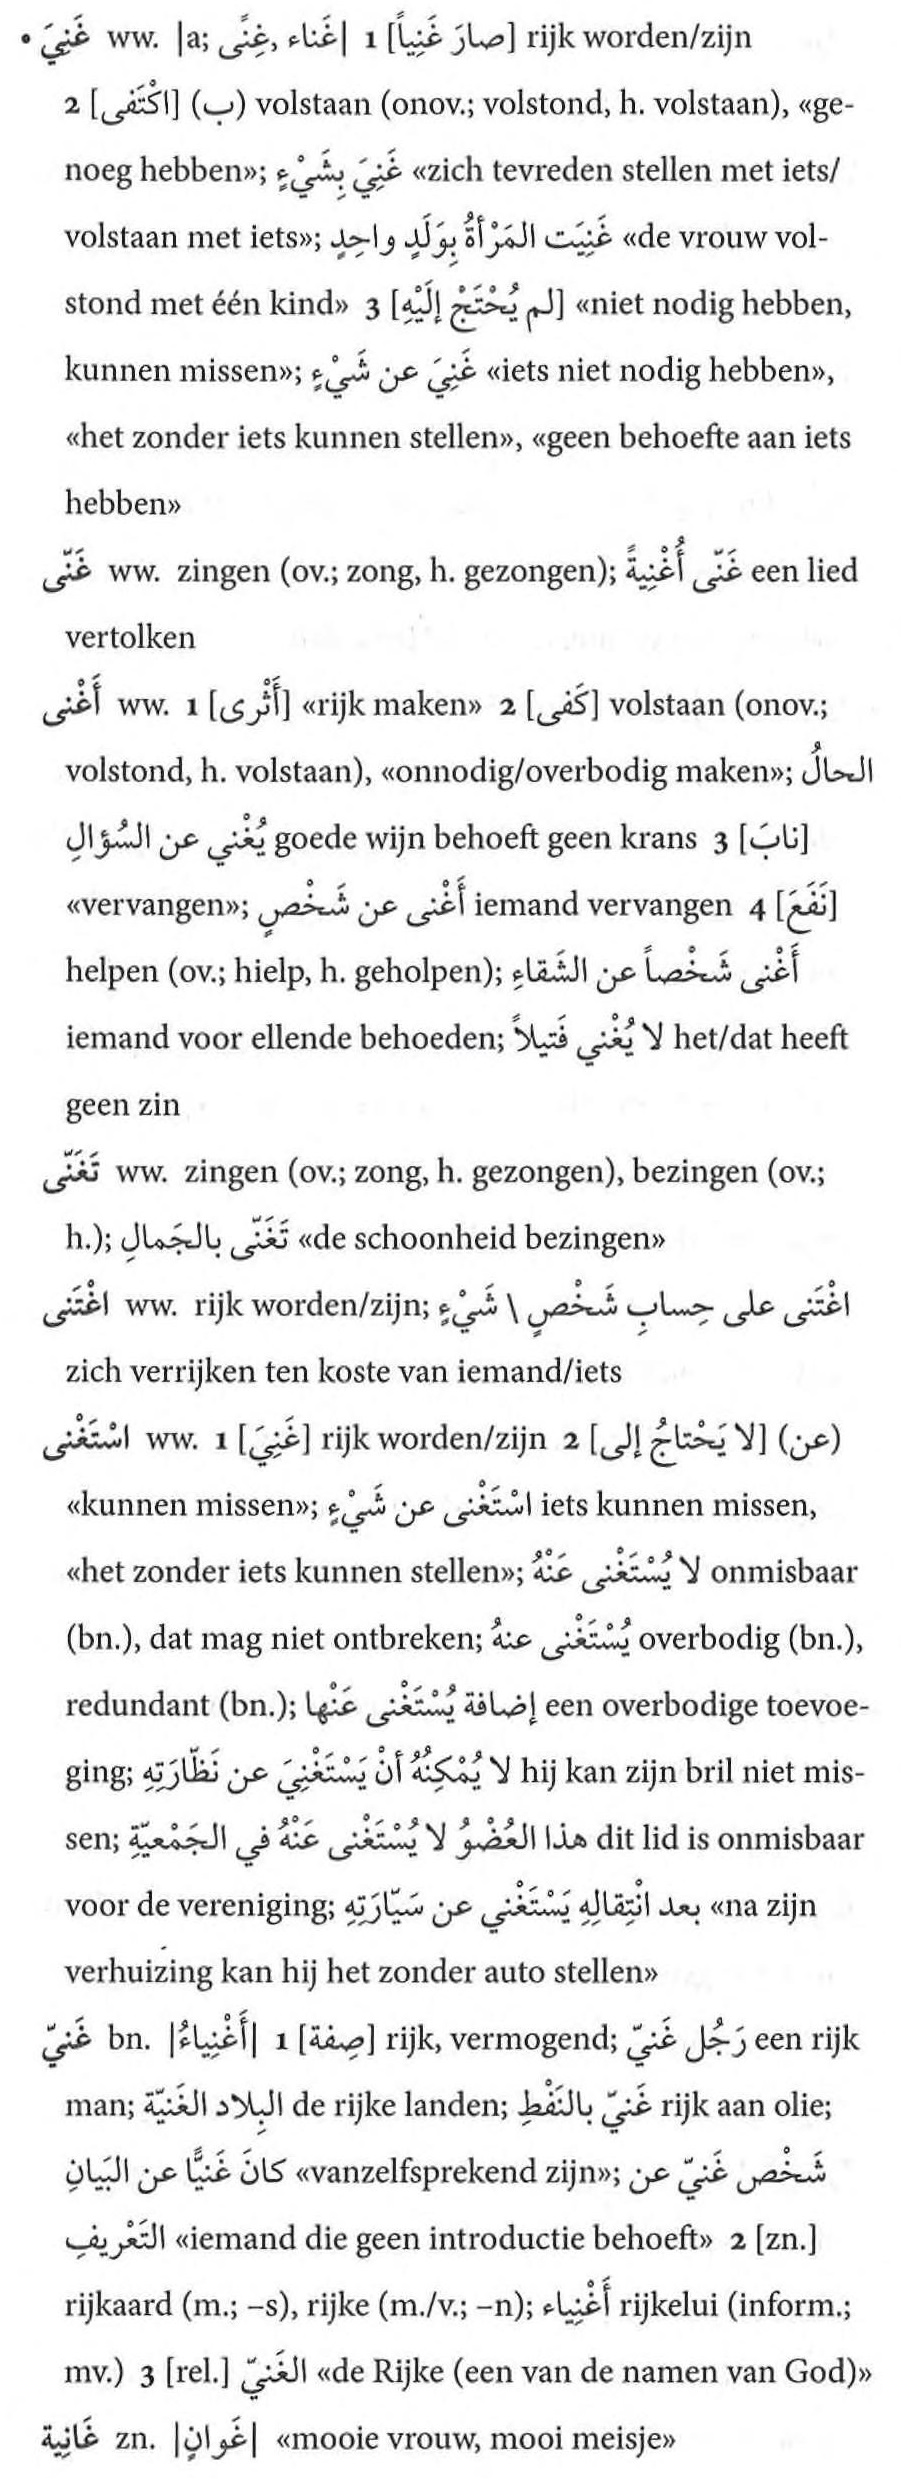 • غَنِيَ ww. |a; غَناء, غِنًى| 1 [صارَ غَنِياً] rijk worden/zijn
2 [اكْتَفى] (ب) volstaan (onov.; volstond, h. volstaan), «ge-
noeg hebben»; غَنِيَ بِشَيْءٍ «zich tevreden stellen met iets/
volstaan met iets»; غَنِيَت المَرْأةُ بِوَلَدٍ واحِدٍ «de vrouw vol-
stond met één kind» 3 [لم يُحْتَجْ إلَيْهِ] «niet nodig hebben,
kunnen missen»; غَنِيَ عن شَيْءٍ «iets niet nodig hebben»,
«het zonder iets kunnen stellen», «geen behoefte aan iets
hebben»
غَنّى ww. zingen (ov.; zong, h. gezongen); غَنّى أُغْنِيةً een lied
vertolken
أَغْنى ww. 1 [أَثْرى] «rijk maken» 2 [كَفى] volstaan (onov.;
volstond, h. volstaan), «onnodig/overbodig maken»; الحالُ
يُغْني عن السُّؤالِ goede wijn behoeft geen krans 3 [نابَ]
«vervangen»; أَغْنى عن شَخْصٍ iemand vervangen 4 [نَفَعَ]
helpen (ov.; hielp, h. geholpen); أَغْنى شَخْصاً عن الشَّقاءِ
iemand voor ellende behoeden; لا يُغْني فَتيلاً het/dat heeft
geen zin
تَغَنّى ww. zingen (ov.; zong, h. gezongen), bezingen (ov.;
h.); تَغَنّى بالجَمالِ «de schoonheid bezingen»
اغْتَنى ww. rijk worden/zijn; اغْتَنى على حِسابِ شَخْصٍ \ شَيْءٍ
zich verrijken ten koste van iemand/iets
اسْتَغْنى ww. 1 [غَنِيَ] rijk worden/zijn 2 [لا يَحْتاجُ إلى] (عن)
«kunnen missen»; اسْتَغْنى عن شَيْءٍ iets kunnen missen,
«het zonder iets kunnen stellen»; لا يُسْتَغْنى عَنْهُ onmisbaar
(bn.), dat mag niet ontbreken; يُسْتَغْنى عنهُ overbodig (bn.),
redundant (bn.); إضافة يُسْتَغْنى عَنْها een overbodige toevoe-
ging; لا يُمْكِنُهُ أنْ يَسْتَغْنِيَ عن نَظّارَتِهِ hij kan zijn bril niet mis-
sen; هذا العُضْوُ لا يُسْتَغْنى عَنْهُ في الجَمْعيّةِ dit lid is onmisbaar
voor de vereniging; بعد انْتِقالِهِ يَسْتَغْني عن سَيّارَتِهِ «na zijn
verhuizing kan hij het zonder auto stellen»
غَنيّ bn. |أَغْنِياءُ| 1 [صِفة] rijk, vermogend; رَجُل غَنيّ een rijk
man; البِلاد الغَنيّة de rijke landen; غَنيّ بالنَفْطِ rijk aan olie;
كانَ غَنيًّا عن البَيانِ «vanzelfsprekend zijn»; شَخْص غَنيّ عن
التَعْريفِ «iemand die geen introductie behoeft» 2 [zn.]
rijkaard (m.; –s), rijke (m./v.; –n); أَغْنِياء rijkelui (inform.;
mv.) 3 [rel.] الغَنيّ «de Rijke (een van de namen van God)»
غانِية zn. |غَوانٍ| «mooie vrouw, mooi meisje»